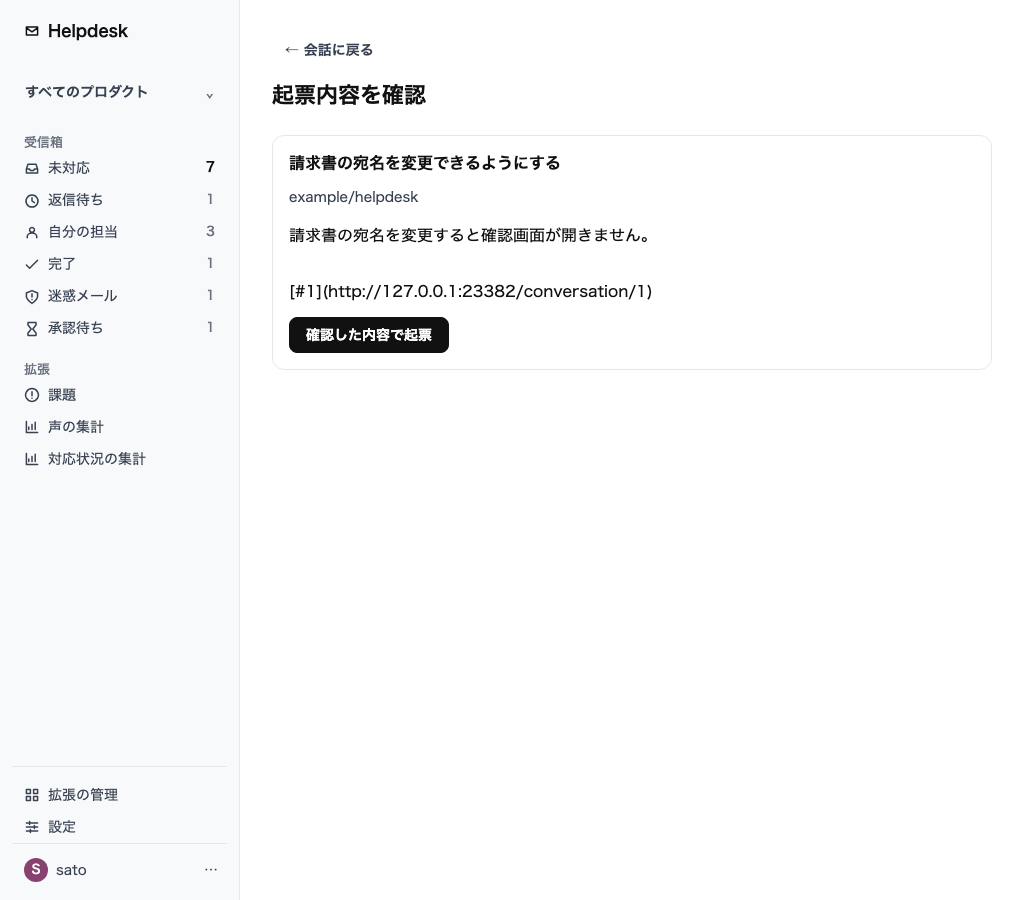 Helpdesk
すべてのプロダクト
受信箱
未対応 7
返信待ち 1
自分の担当 3
完了 1
迷惑メール 1
承認待ち 1
拡張
課題
声の集計
対応状況の集計
拡張の管理
設定
S sato ...
← 会話に戻る
起票内容を確認
請求書の宛名を変更できるようにする
example/helpdesk
請求書の宛名を変更すると確認画面が開きません。
[#1](http://127.0.0.1:23382/conversation/1)
確認した内容で起票